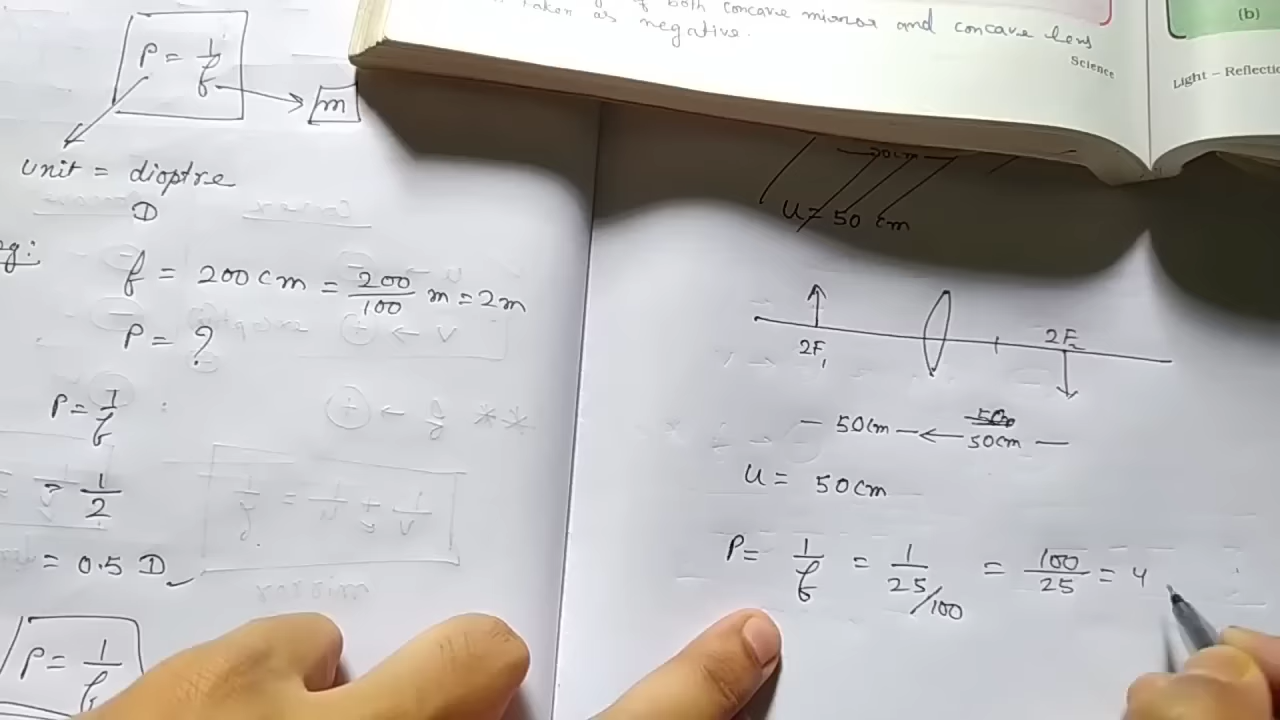 P = 1/f
m
unit = dioptre
D
f = 200 cm = 200/100 m = 2m
P = ?
P = 1/f
= 1/2
= 0.5 D
P = 1/f
both concave mirror and concave lens
taken as negative.
Science
(b)
Light – Reflectio
50cm
u = 50 cm
2F1
2F2
50cm
50cm
u = 50cm
P = 1/f = 1/25/100 = 100/25 = 4